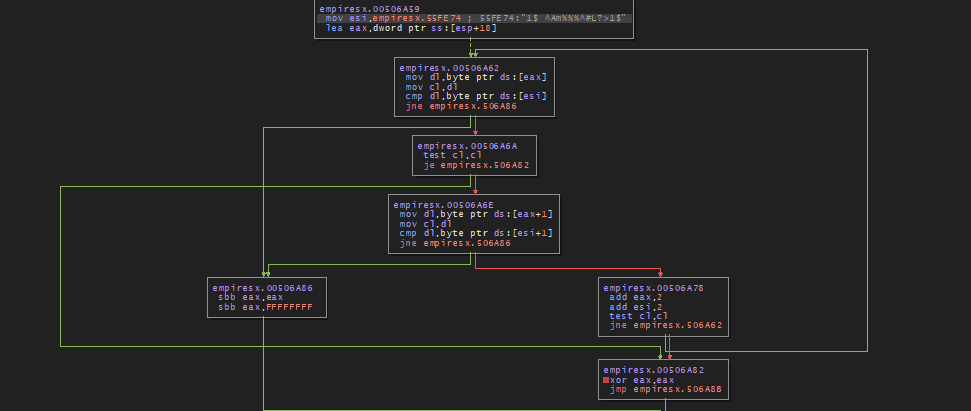 empiresx.00506A59
mov esi,empiresx.55FE74 ; 55FE74:"1$ ^Am%%%^#L?>1$"
lea eax,dword ptr ss:[esp+18]
empiresx.00506A62
mov dl,byte ptr ds:[eax]
mov cl,dl
cmp dl,byte ptr ds:[esi]
jne empiresx.506A86
empiresx.00506A6A
test cl,cl
je empiresx.506A82
empiresx.00506A6E
mov dl,byte ptr ds:[eax+1]
mov cl,dl
cmp dl,byte ptr ds:[esi+1]
jne empiresx.506A86
empiresx.00506A86
sbb eax,eax
sbb eax,FFFFFFFF
empiresx.00506A78
add eax,2
add esi,2
test cl,cl
jne empiresx.506A62
empiresx.00506A82
xor eax,eax
jmp empiresx.506A8B